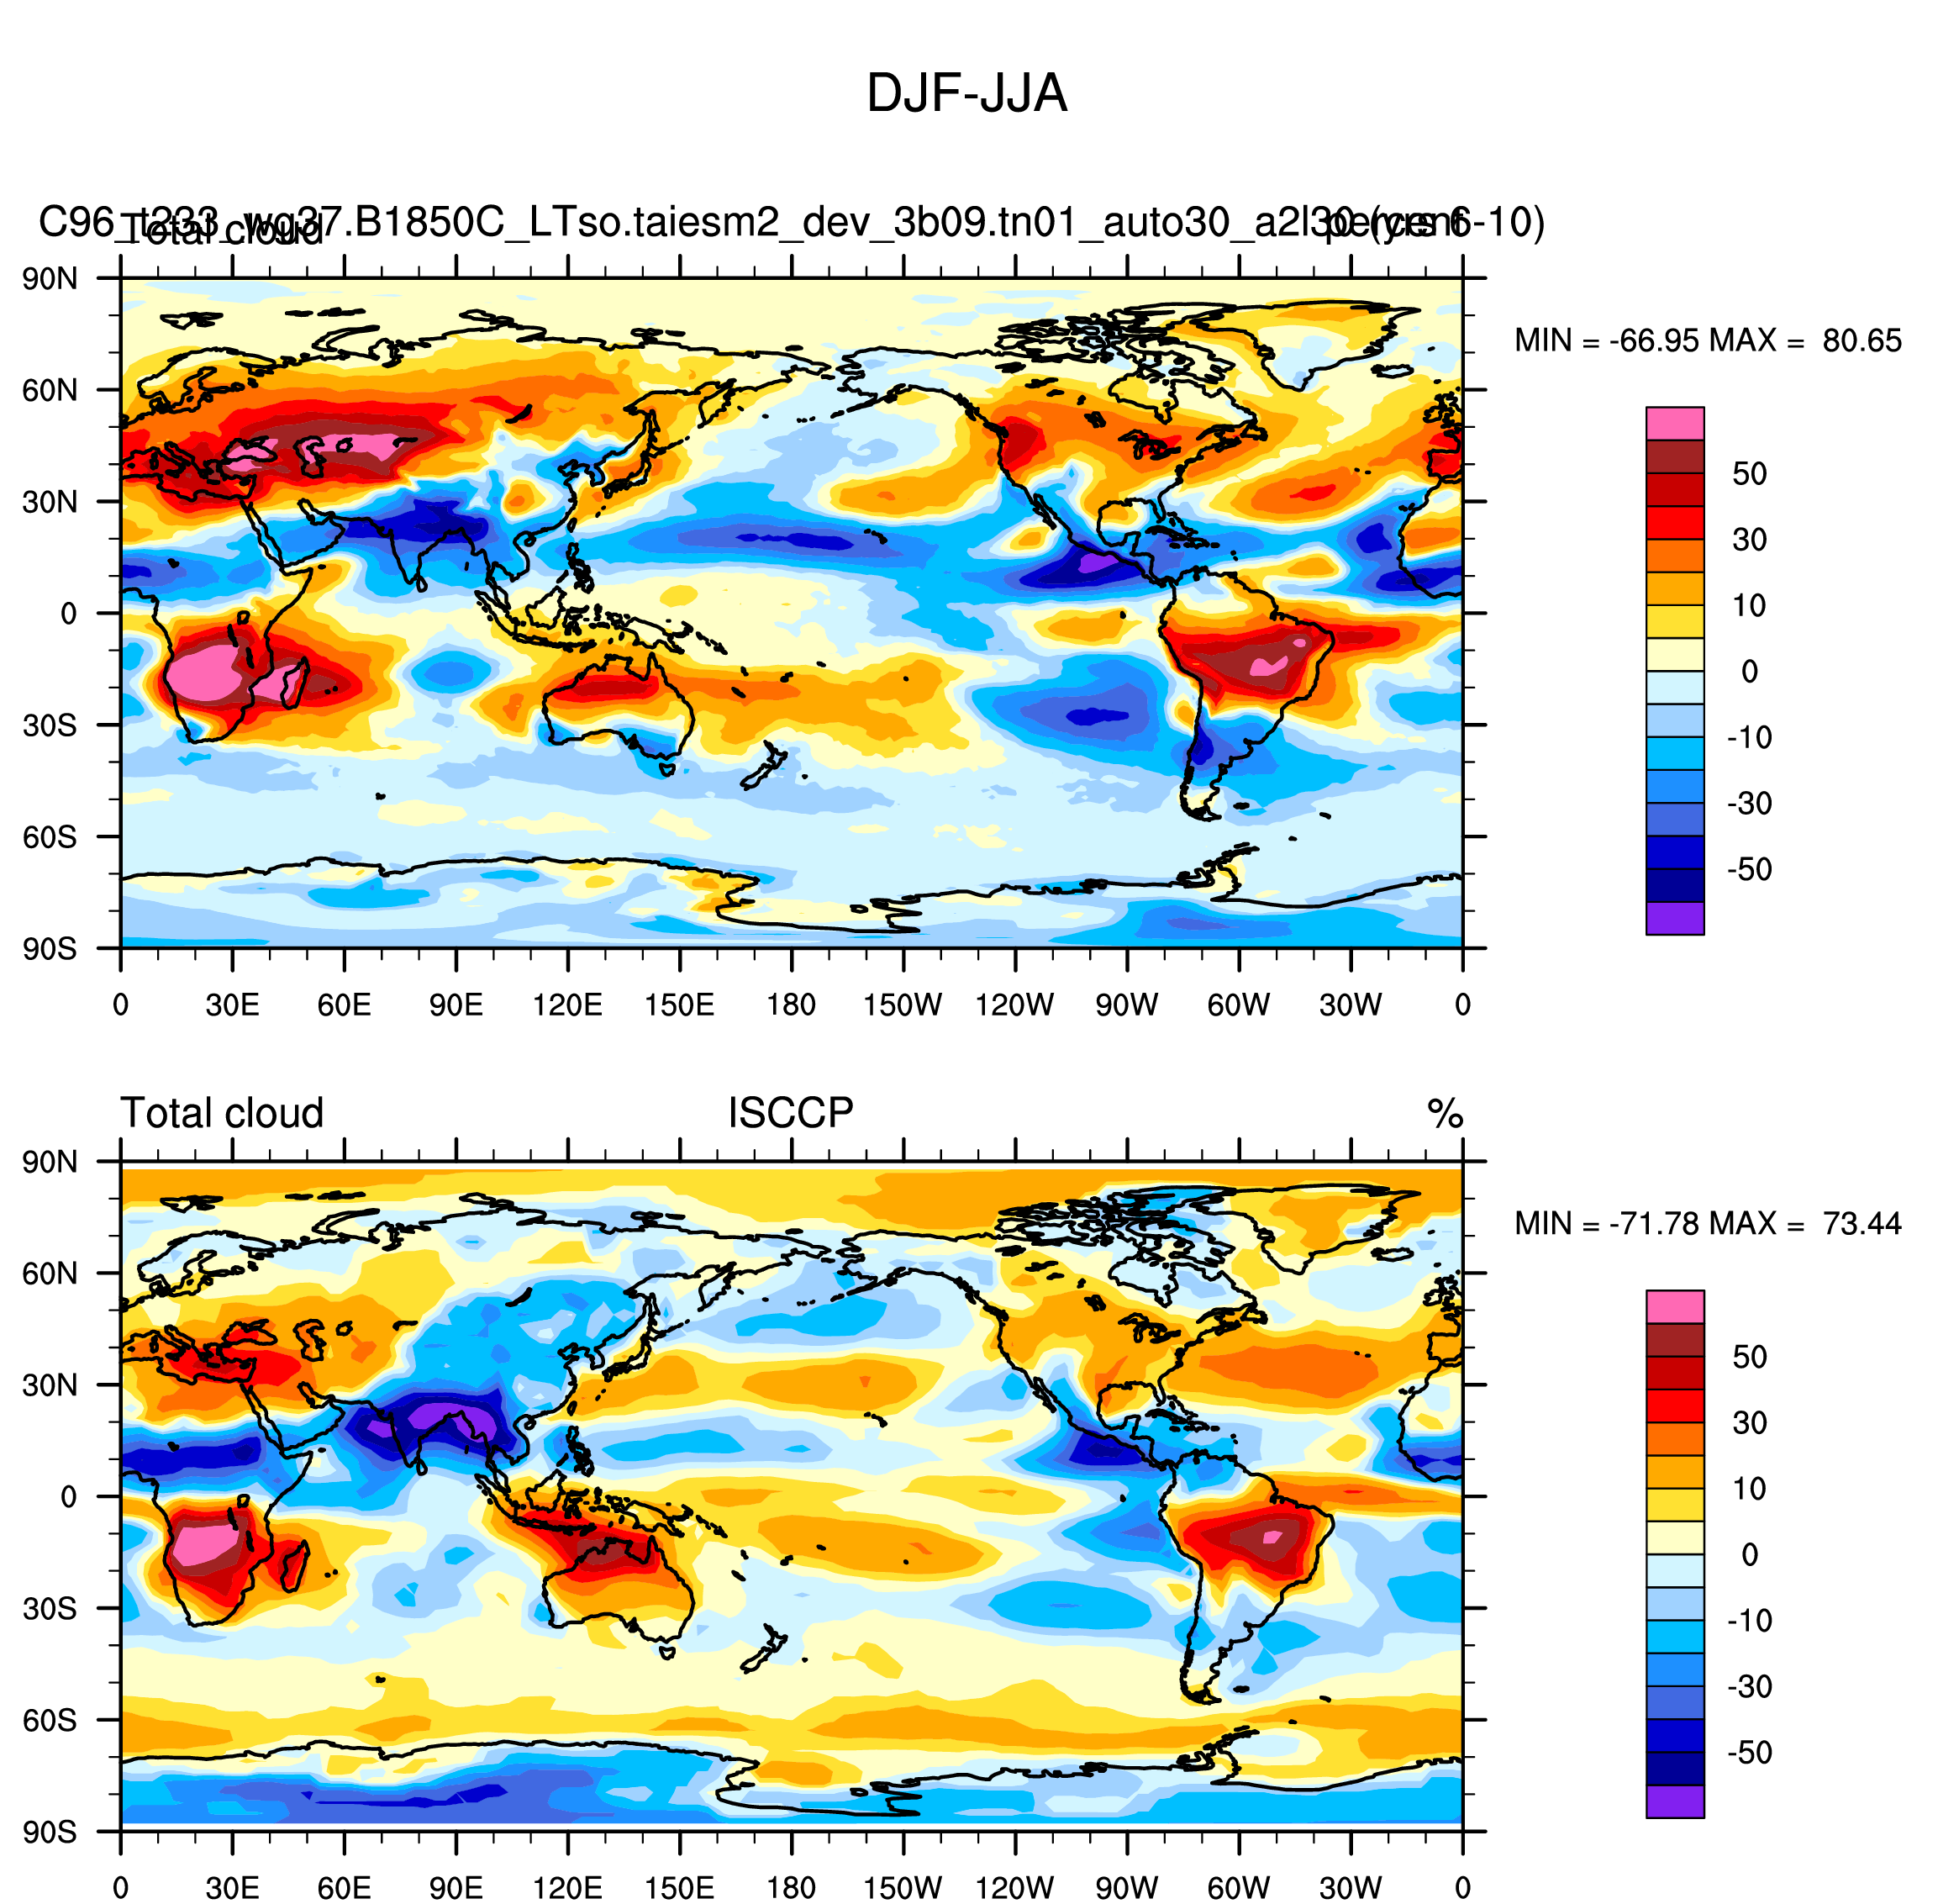 DJF-JJA
C96_t233_wg37.B1850C_LTso.taiesm2_dev_3b09.tn01_auto30_a2l30 (yrs 6-10)
Total cloud percent
90N
60N
30N
0
30S
60S
90S
0 30E 60E 90E 120E 150E 180 150W 120W 90W 60W 30W 0
MIN = -66.95 MAX = 80.65
50
30
10
0
-10
-30
-50
Total cloud ISCCP %
90N
60N
30N
0
30S
60S
90S
0 30E 60E 90E 120E 150E 180 150W 120W 90W 60W 30W 0
MIN = -71.78 MAX = 73.44
50
30
10
0
-10
-30
-50